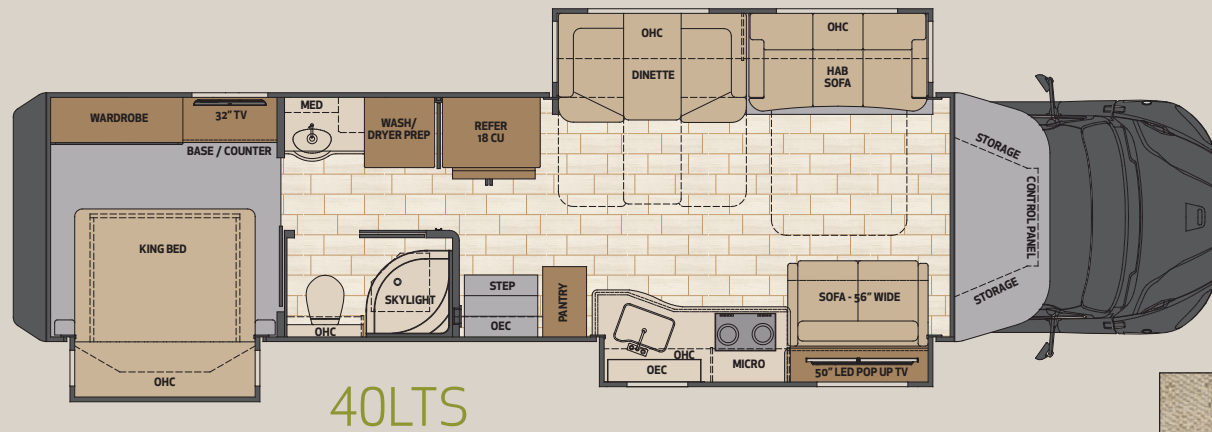 OHC
DINETTE
OHC
HAB
SOFA
WARDROBE
32" TV
BASE / COUNTER
MED
WASH/
DRYER PREP
REFER
18 CU
STORAGE
CONTROL PANEL
STORAGE
KING BED
OHC
OHC
SKYLIGHT
STEP
OEC
PANTRY
OHC
OEC
MICRO
SOFA - 56" WIDE
50" LED POP UP TV
40LTS